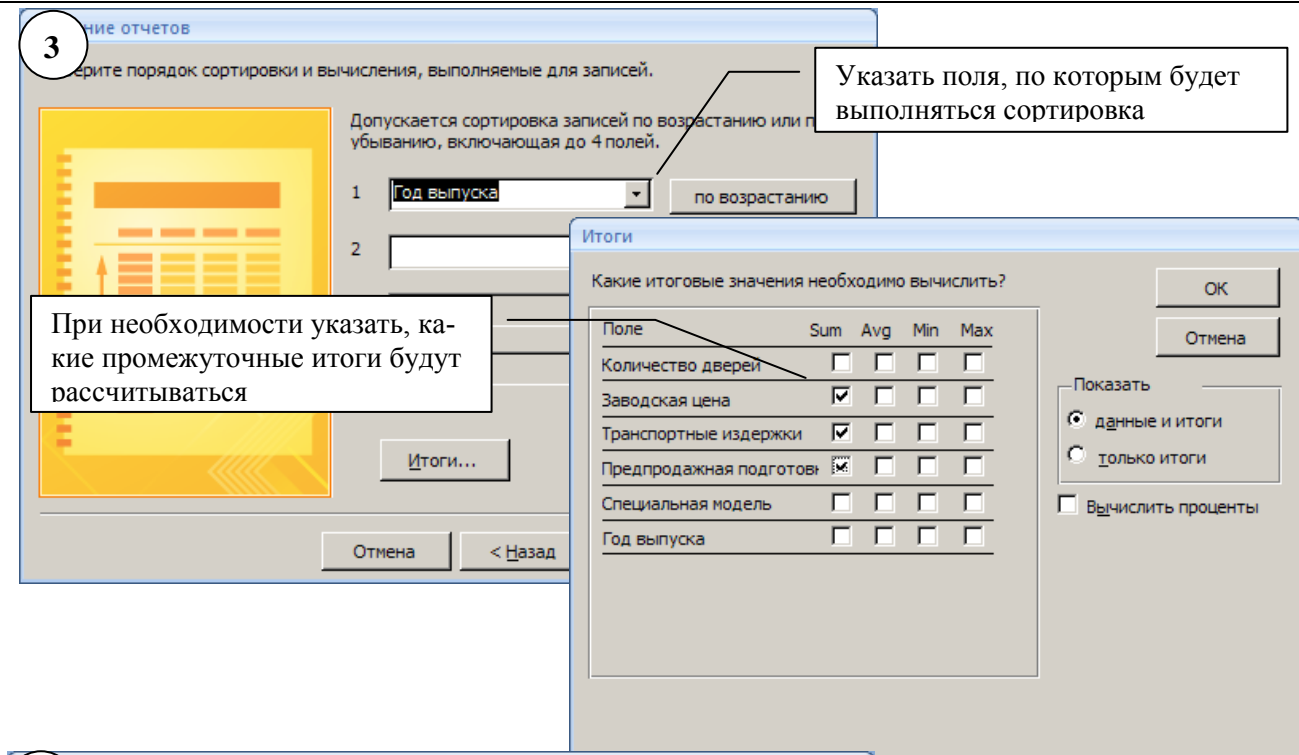 3
ние отчетов
ерите порядок сортировки и вычисления, выполняемые для записей.
Указать поля, по которым будет
выполняться сортировка
Допускается сортировка записей по возрастанию или п
убыванию, включающая до 4 полей.
1 Год выпуска по возрастанию
2
При необходимости указать, ка-
кие промежуточные итоги будут
рассчитываться
Итоги...
Отмена < Назад
Итоги
Какие итоговые значения необходимо вычислить?
OK
Отмена
Поле Sum Avg Min Max
Количество дверей
Заводская цена
Транспортные издержки
Предпродажная подготовк
Специальная модель
Год выпуска
Показать
данные и итоги
только итоги
Вычислить проценты